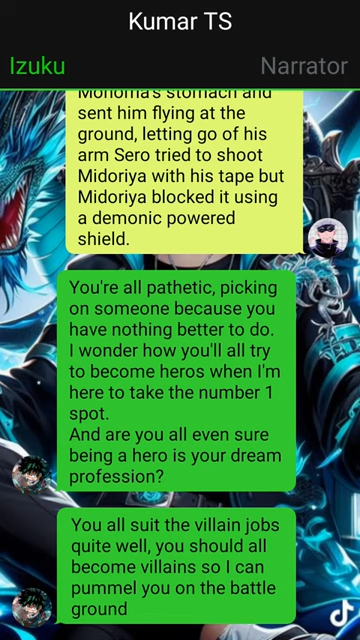 Kumar TS
Izuku
Narrator
Monoma's stomach and
sent him flying at the
ground, letting go of his
arm Sero tried to shoot
Midoriya with his tape but
Midoriya blocked it using
a demonic powered
shield.
You're all pathetic, picking
on someone because you
have nothing better to do.
I wonder how you'll all try
to become heros when I'm
here to take the number 1
spot.
And are you all even sure
being a hero is your dream
profession?
You all suit the villain jobs
quite well, you should all
become villains so I can
pummel you on the battle
ground